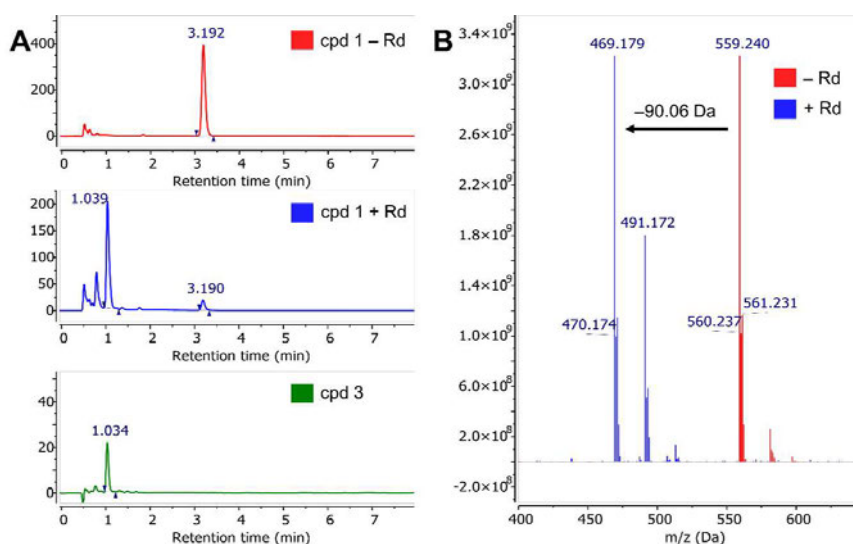 A
3.192
cpd 1 – Rd
400
200
0
0 1 2 3 4 5 6 7
Retention time (min)
1.039
cpd 1 + Rd
200
150
100
50
0
3.190
0 1 2 3 4 5 6 7
Retention time (min)
cpd 3
40
20
0
1.034
0 1 2 3 4 5 6 7
Retention time (min)
B
3.4×10⁹
469.179
559.240
– Rd
+ Rd
3.0×10⁹
–90.06 Da
2.6×10⁹
2.2×10⁹
1.8×10⁹
491.172
1.4×10⁹
561.231
1.0×10⁹
470.174
560.237
6.0×10⁸
2.0×10⁸
-2.0×10⁸
400 450 500 550 600
m/z (Da)